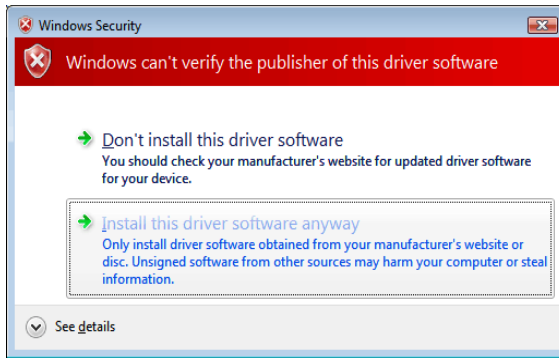 Windows Security
Windows can't verify the publisher of this driver software
Don't install this driver software
You should check your manufacturer's website for updated driver software
for your device.
Install this driver software anyway
Only install driver software obtained from your manufacturer's website or
disc. Unsigned software from other sources may harm your computer or steal
information.
See details